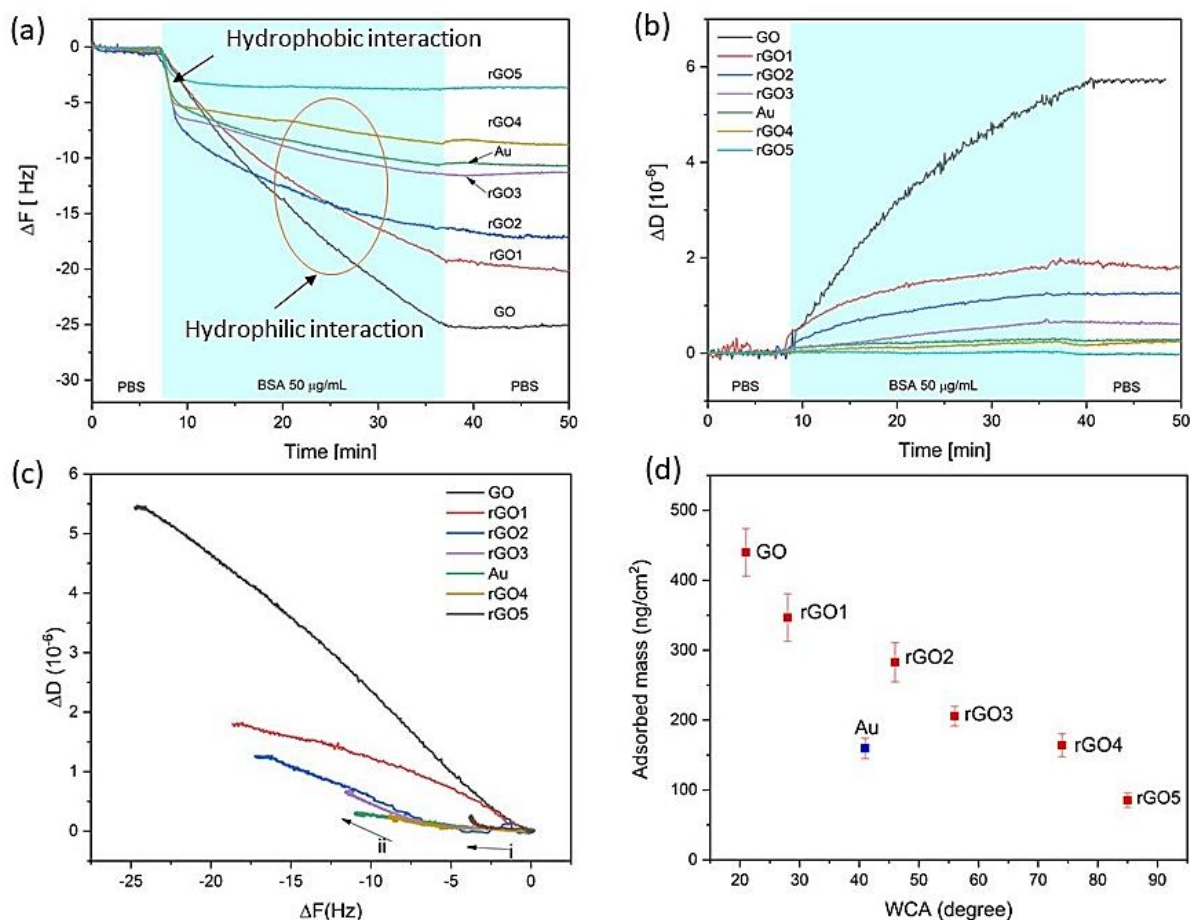 (a)
Hydrophobic interaction
0
-5
-10
-15
-20
-25
-30
ΔF [ Hz]
rGO5
rGO4
Au
rGO3
rGO2
rGO1
GO
Hydrophilic interaction
PBS
BSA 50 μg/mL
PBS
0
10
20
30
40
50
Time [min]
(b)
GO
rGO1
rGO2
rGO3
Au
rGO4
rGO5
6
4
2
0
ΔD [10⁻⁶]
PBS
BSA 50 μg/mL
PBS
0
10
20
30
40
50
Time [min]
(c)
6
5
4
3
2
1
0
ΔD (10⁻⁶)
GO
rGO1
rGO2
rGO3
Au
rGO4
rGO5
ii
i
-25
-20
-15
-10
-5
0
ΔF(Hz)
(d)
500
400
300
200
100
0
Adsorbed mass (ng/cm²)
GO
rGO1
rGO2
rGO3
Au
rGO4
rGO5
20
30
40
50
60
70
80
90
WCA (degree)